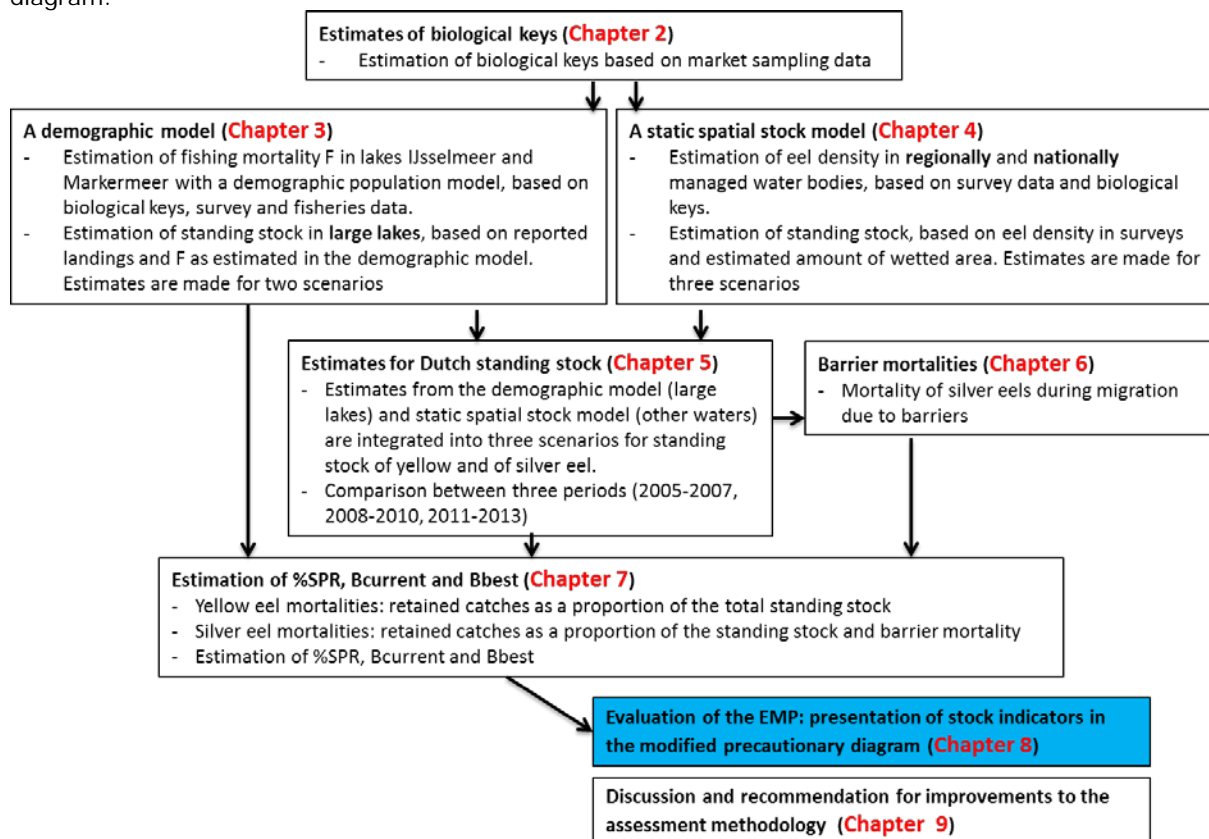 diagram.
Estimates of biological keys (Chapter 2)
- Estimation of biological keys based on market sampling data
A demographic model (Chapter 3)
- Estimation of fishing mortality F in lakes IJsselmeer and
Markermeer with a demographic population model, based on
biological keys, survey and fisheries data.
- Estimation of standing stock in large lakes, based on reported
landings and F as estimated in the demographic model.
Estimates are made for two scenarios
A static spatial stock model (Chapter 4)
- Estimation of eel density in regionally and nationally
managed water bodies, based on survey data and biological
keys.
- Estimation of standing stock, based on eel density in surveys
and estimated amount of wetted area. Estimates are made for
three scenarios
Estimates for Dutch standing stock (Chapter 5)
- Estimates from the demographic model (large
lakes) and static spatial stock model (other waters)
are integrated into three scenarios for standing
stock of yellow and of silver eel.
- Comparison between three periods (2005-2007,
2008-2010, 2011-2013)
Barrier mortalities (Chapter 6)
- Mortality of silver eels during migration
due to barriers
Estimation of %SPR, Bcurrent and Bbest (Chapter 7)
- Yellow eel mortalities: retained catches as a proportion of the total standing stock
- Silver eel mortalities: retained catches as a proportion of the standing stock and barrier mortality
- Estimation of %SPR, Bcurrent and Bbest
Evaluation of the EMP: presentation of stock indicators in
the modified precautionary diagram (Chapter 8)
Discussion and recommendation for improvements to the
assessment methodology (Chapter 9)